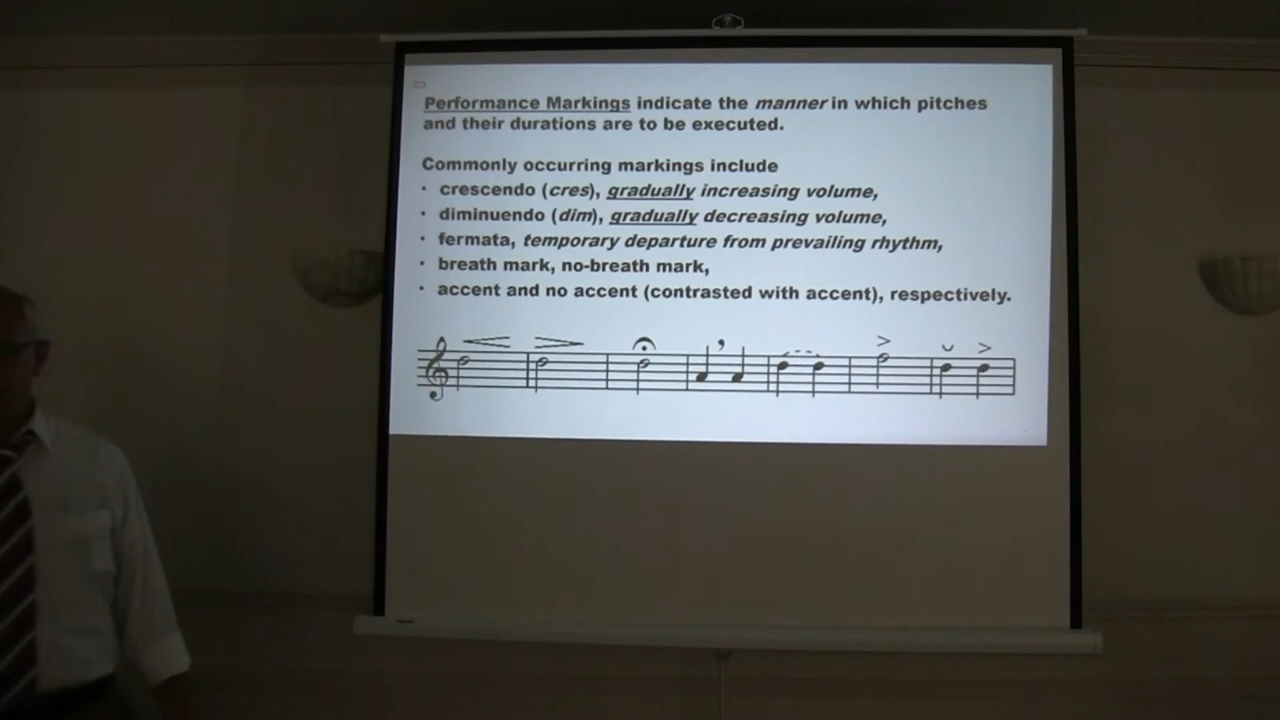 Performance Markings indicate the manner in which pitches
and their durations are to be executed.
Commonly occurring markings include
· crescendo (cres), gradually increasing volume,
· diminuendo (dim), gradually decreasing volume,
· fermata, temporary departure from prevailing rhythm,
· breath mark, no-breath mark,
· accent and no accent (contrasted with accent), respectively.